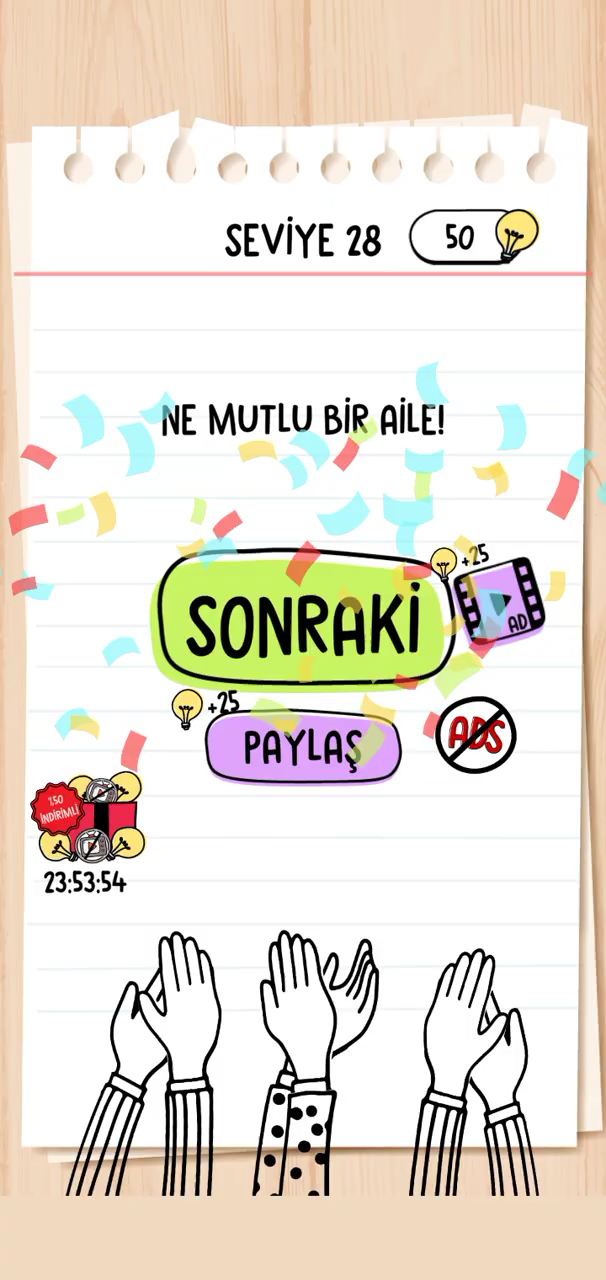 SEVİYE 28
50
NE MUTLU BİR AİLE!
+25
SONRAKİ
AD
+25
PAYLAŞ
ADS
%50
İNDİRİMLİ
23:53:54